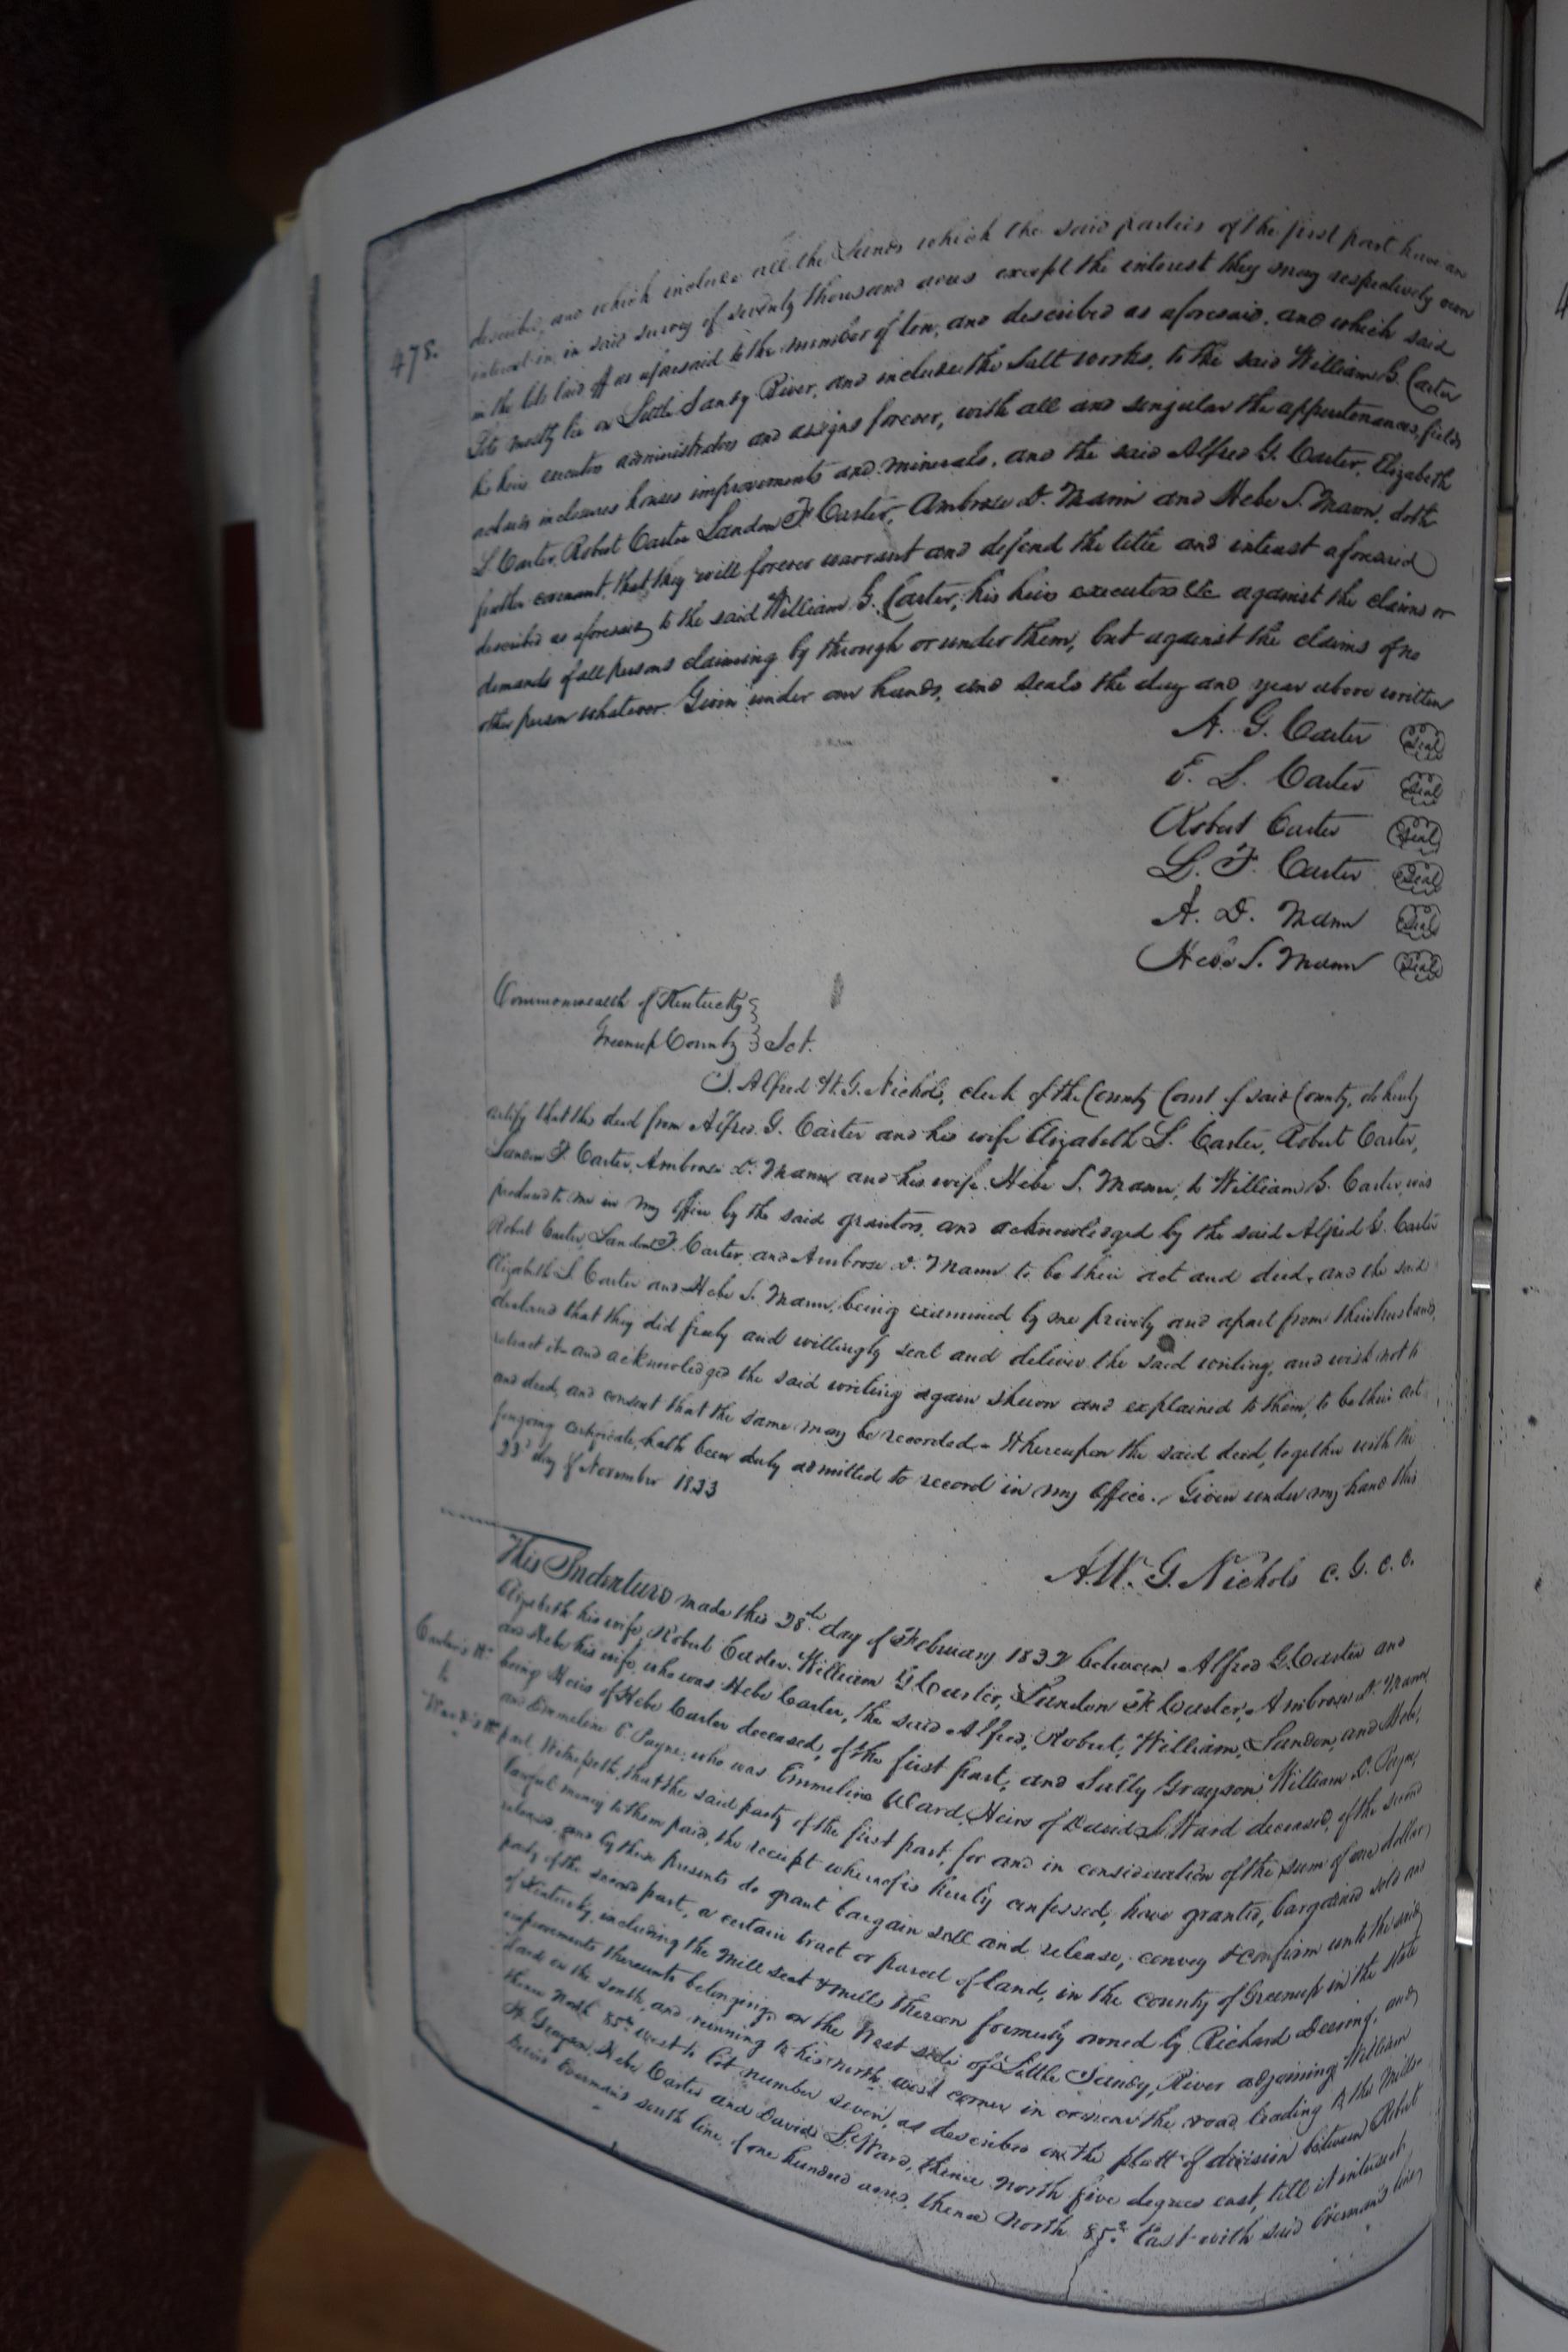 478.
described, and which include all the Lands which the said parties of the first part have an
interest in, in said survey of seventy thousand acres except the interest they may respectively own
in the lots laid off as aforesaid to the number of ten, and described as aforesaid, and which said
lots mostly lie on Little Sandy River, and include the Salt works, to the said William G. Carter
his heirs executors administrators and assigns forever, with all and singular the appurtenances, fields
inclosures houses improvements and minerals, and the said Alfred G. Carter, Elizabeth
L Carter, Robert Carter Landon F Carter, Ambrose D. Mann and Hebe S. Mann, doth
further covenant, that they will forever warrant and defend the title and interest aforesaid
described as aforesaid to the said William G. Carter, his heirs executors &c against the claims or
demands of all persons claiming by through or under them, but against the claims of no
other person whatever. Given under our hands, and seals the day and year above written
A. G. Carter Seal
E. L. Carter Seal
Robert Carter Seal
L. F. Carter Seal
A. D. Mann Seal
Hebe S. Mann Seal
Commonwealth of Kentucky
Greenup County Sct.
I, Alfred W. G. Nichols, clerk of the County Court of said County, do hereby
certify that this deed from Alfred G. Carter and his wife Elizabeth L. Carter, Robert Carter,
Landon F. Carter, Ambrose D. Mann and his wife Hebe S. Mann, to William G. Carter, was
produced to me in my office by the said grantors, and acknowledged by the said Alfred G. Carter
Robert Carter, Landon F. Carter, and Ambrose D. Mann to be their act and deed, and the said
Elizabeth L Carter and Hebe S. Mann, being examined by me privily and apart from their husbands,
declared that they did freely and willingly seal and deliver the said writing, and wish not to
retract it and acknowledged the said writing again shewn and explained to them, to be their act
and deed, and consent that the same may be recorded. Whereupon the said deed, together with the
foregoing certificate, hath been duly admitted to record in my office. Given under my hand this
day of November 1833
A. W. G. Nichols C. G. C. C.
This Indenture made this 28th day of February 1832 between Alfred G. Carter and
Elizabeth his wife, Robert Carter, William G Carter, Landon F. Carter, Ambrose D. Mann
and Hebe his wife, who was Hebe Carter, the said Alfred, Robert, William, Landon, and Hebe,
Carter's Hs being Heirs of Hebe Carter deceased, of the first part, and Sally Grayson, William D. Payne,
to and Emmeline C. Payne, who was Emmeline Ward, Heirs of David L. Ward deceased, of the second
Ward's Hs part, Witnesseth, that the said party of the first part, for and in consideration of the sum of one dollar
lawful money to them paid, the receipt whereof is hereby confessed, have granted, bargained sold and
released, and by these presents do grant bargain sell and release, convey & confirm unto the said
party of the second part, a certain tract or parcel of land, in the county of Greenup in the State
of Kentucky, including the Mill seat & mills thereon formerly owned by Richard Deering, and
improvements thereunto belonging, on the West side of Little Sandy River adjoining William
on the south, and running to his north west corner in the road leading to the Mills
thence North 85° west to lot number seven, as described on the platt of division between Robert
H. Grayson, Hebe Carter and David L. Ward, thence North five degrees east, till it intersect
south line, of one hundred acres, thence North 85° East with said line